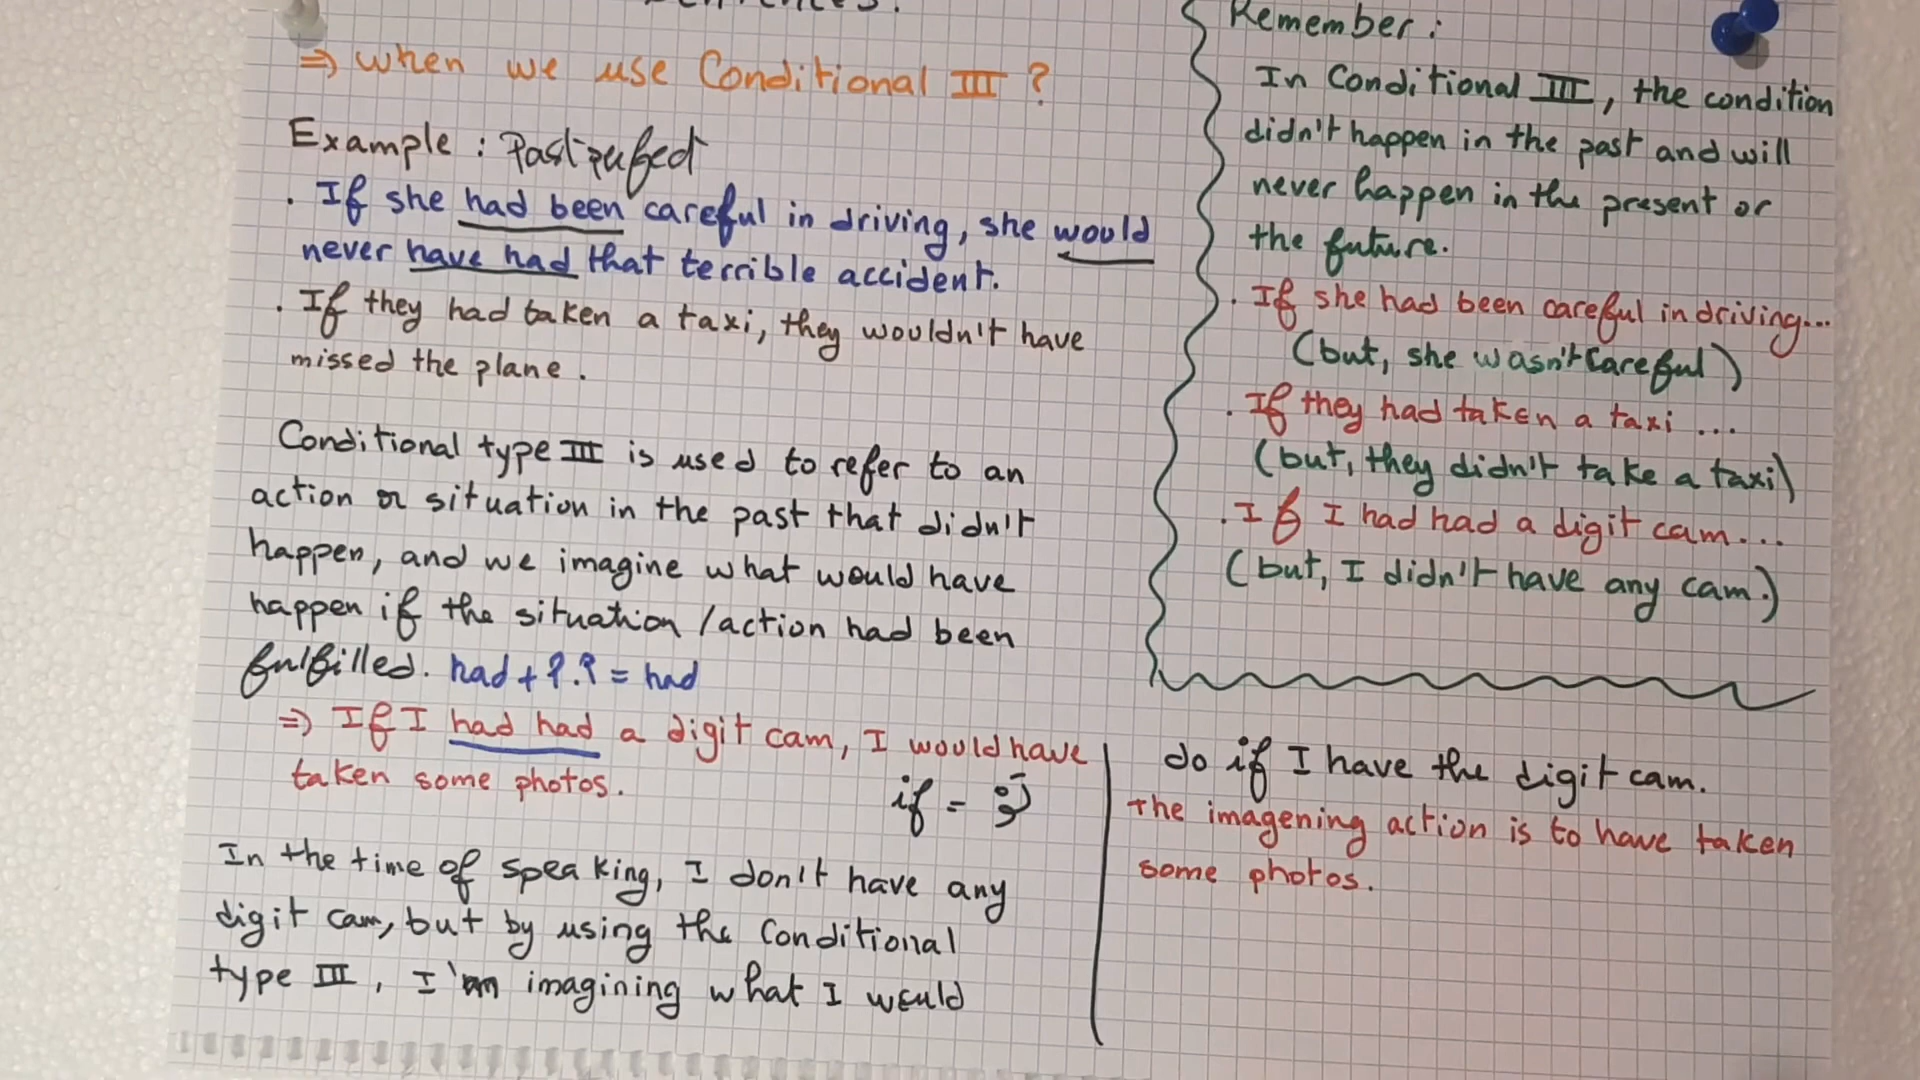 sentences:
⇒ when we use Conditional III ?
Example : Past perfect
. If she had been careful in driving, she would
never have had that terrible accident.
. If they had taken a taxi, they wouldn't have
missed the plane.
Conditional type III is used to refer to an
action or situation in the past that didn't
happen, and we imagine what would have
happen if the situation /action had been
fulfilled. had + P.P = had
⇒ If I had had a digit cam, I would have
taken some photos.
if = لو
In the time of speaking, I don't have any
digit cam, but by using the Conditional
type III, I'm imagining what I would
do if I have the digit cam.
the imagening action is to have taken
some photos.
Remember :
In Conditional III, the condition
didn't happen in the past and will
never happen in the present or
the future.
. If she had been careful in driving...
(but, she wasn't Careful)
. If they had taken a taxi ...
(but, they didn't take a taxi)
. If I had had a digit cam...
(but, I didn't have any cam.)